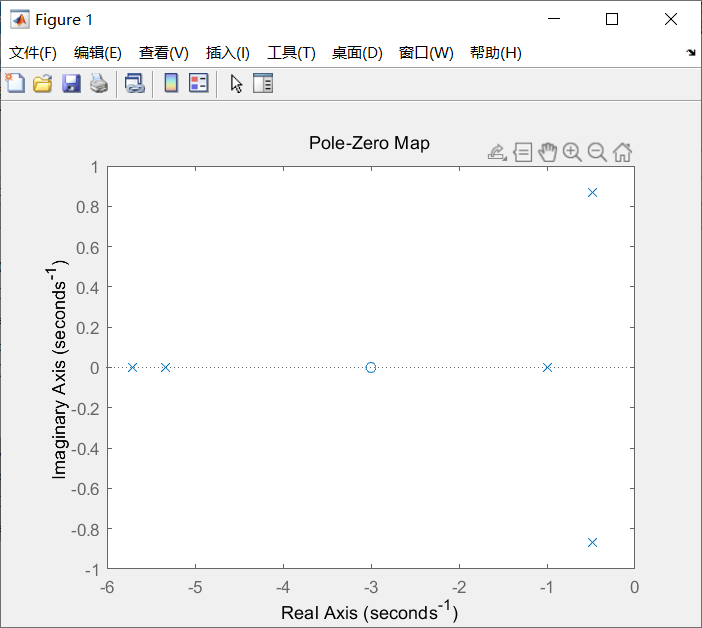 Figure 1
文件(F) 编辑(E) 查看(V) 插入(I) 工具(T) 桌面(D) 窗口(W) 帮助(H)
Pole-Zero Map
1
0.8
0.6
0.4
0.2
0
-0.2
-0.4
-0.6
-0.8
-1
Imaginary Axis (seconds⁻¹)
-6 -5 -4 -3 -2 -1 0
Real Axis (seconds⁻¹)